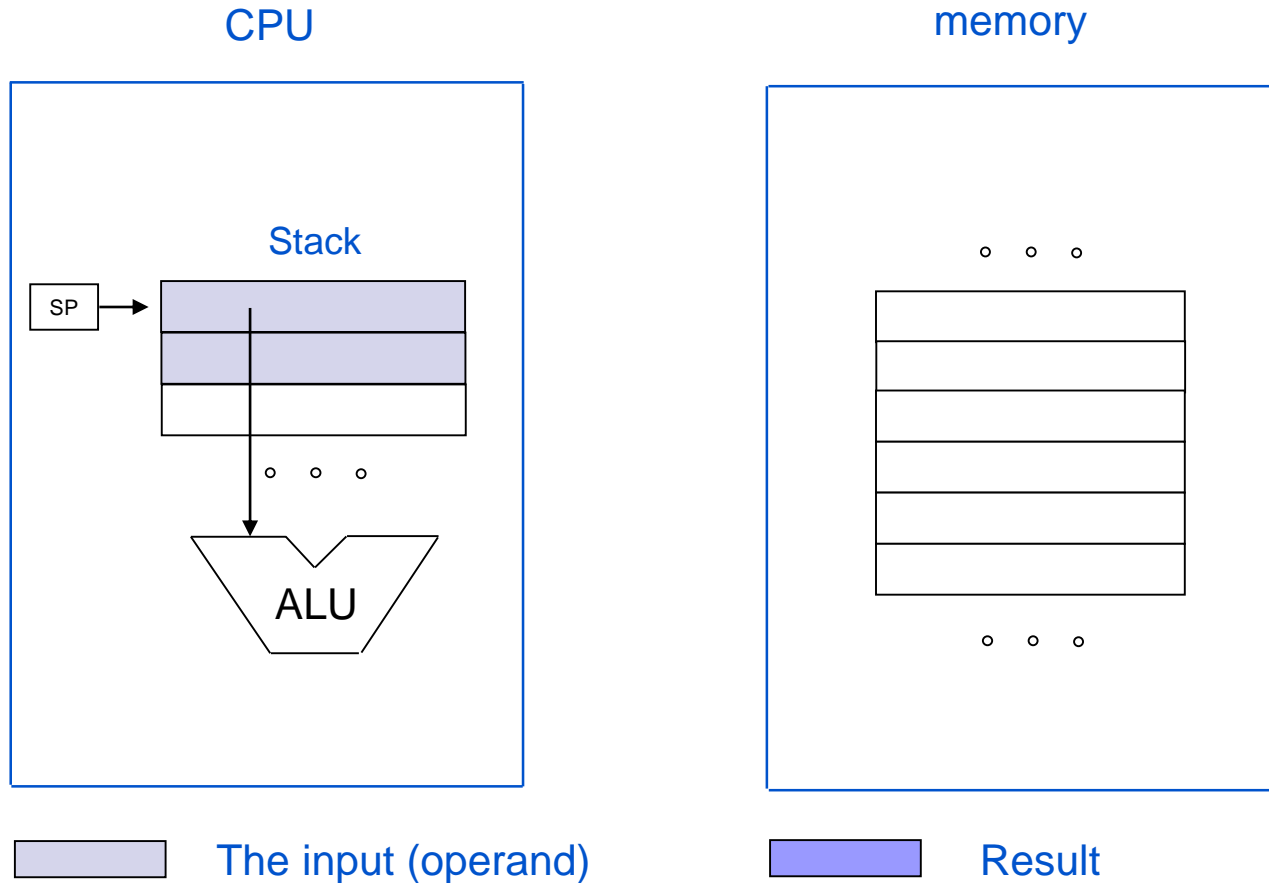 CPU
memory
Stack
SP
ALU
The input (operand)
Result